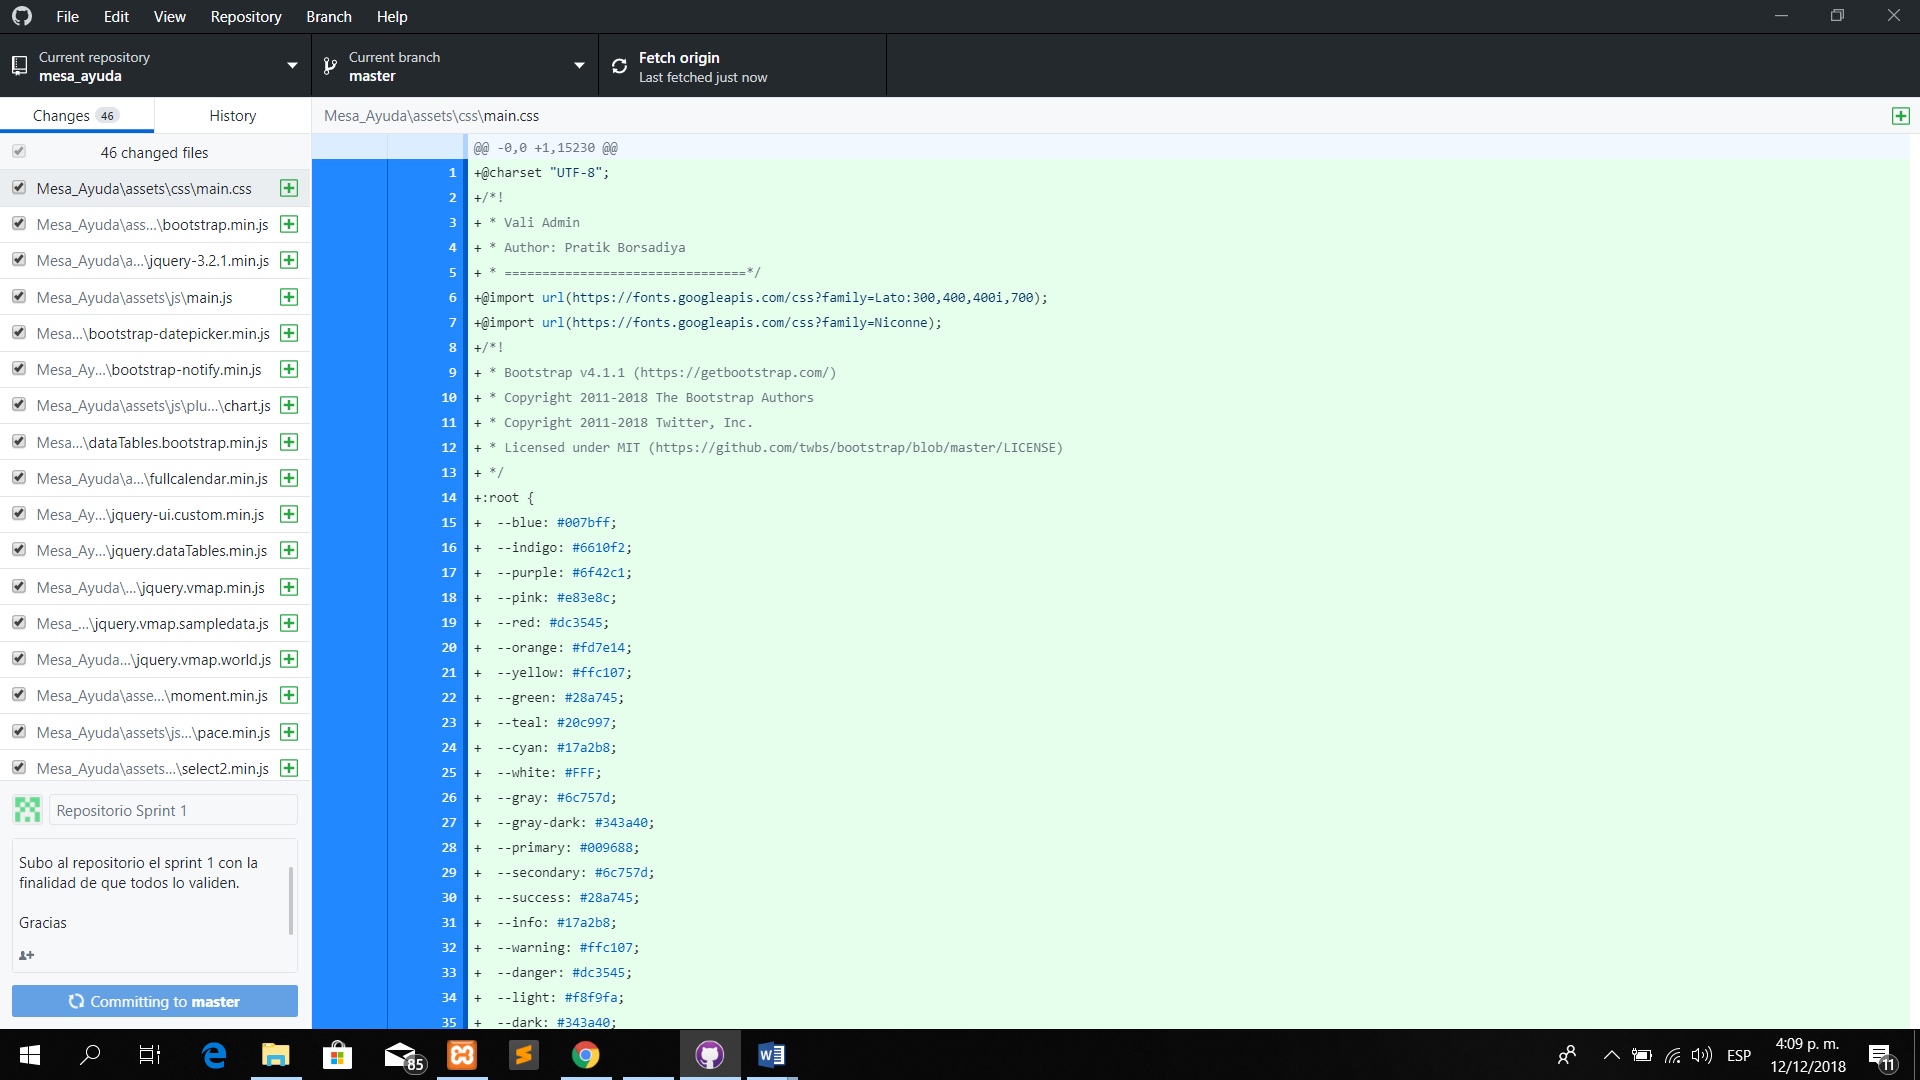 File Edit View Repository Branch Help
Current repository
mesa_ayuda
Current branch
master
Fetch origin
Last fetched just now
Changes 46
History
Mesa_Ayuda\assets\css\main.css
46 changed files
Mesa_Ayuda\assets\css\main.css
Mesa_Ayuda\ass...\bootstrap.min.js
Mesa_Ayuda\a...\jquery-3.2.1.min.js
Mesa_Ayuda\assets\js\main.js
Mesa...\bootstrap-datepicker.min.js
Mesa_Ay...\bootstrap-notify.min.js
Mesa_Ayuda\assets\js\plu...\chart.js
Mesa...\dataTables.bootstrap.min.js
Mesa_Ayuda\a...\fullcalendar.min.js
Mesa_Ay...\jquery-ui.custom.min.js
Mesa_Ay...\jquery.dataTables.min.js
Mesa_Ayuda\...\jquery.vmap.min.js
Mesa_...\jquery.vmap.sampledata.js
Mesa_Ayuda...\jquery.vmap.world.js
Mesa_Ayuda\asse...\moment.min.js
Mesa_Ayuda\assets\js...\pace.min.js
Mesa_Ayuda\assets...\select2.min.js
Repositorio Sprint 1
Subo al repositorio el sprint 1 con la
finalidad de que todos lo validen.
Gracias
Committing to master
@@ -0,0 +1,15230 @@
1 +@charset "UTF-8";
2 +/*!
3 + * Vali Admin
4 + * Author: Pratik Borsadiya
5 + * ================================*/
6 +@import url(https://fonts.googleapis.com/css?family=Lato:300,400,400i,700);
7 +@import url(https://fonts.googleapis.com/css?family=Niconne);
8 +/*!
9 + * Bootstrap v4.1.1 (https://getbootstrap.com/)
10 + * Copyright 2011-2018 The Bootstrap Authors
11 + * Copyright 2011-2018 Twitter, Inc.
12 + * Licensed under MIT (https://github.com/twbs/bootstrap/blob/master/LICENSE)
13 + */
14 +:root {
15 +  --blue: #007bff;
16 +  --indigo: #6610f2;
17 +  --purple: #6f42c1;
18 +  --pink: #e83e8c;
19 +  --red: #dc3545;
20 +  --orange: #fd7e14;
21 +  --yellow: #ffc107;
22 +  --green: #28a745;
23 +  --teal: #20c997;
24 +  --cyan: #17a2b8;
25 +  --white: #FFF;
26 +  --gray: #6c757d;
27 +  --gray-dark: #343a40;
28 +  --primary: #009688;
29 +  --secondary: #6c757d;
30 +  --success: #28a745;
31 +  --info: #17a2b8;
32 +  --warning: #ffc107;
33 +  --danger: #dc3545;
34 +  --light: #f8f9fa;
35 +  --dark: #343a40;
85
ESP
4:09 p. m.
12/12/2018
11